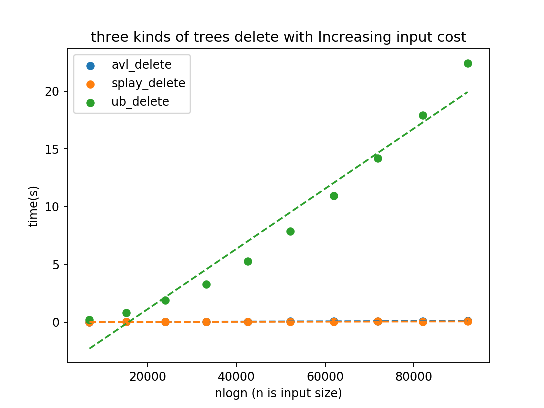 three kinds of trees delete with Increasing input cost
avl_delete
splay_delete
ub_delete
time(s)
20
15
10
5
0
20000 40000 60000 80000
nlogn (n is input size)